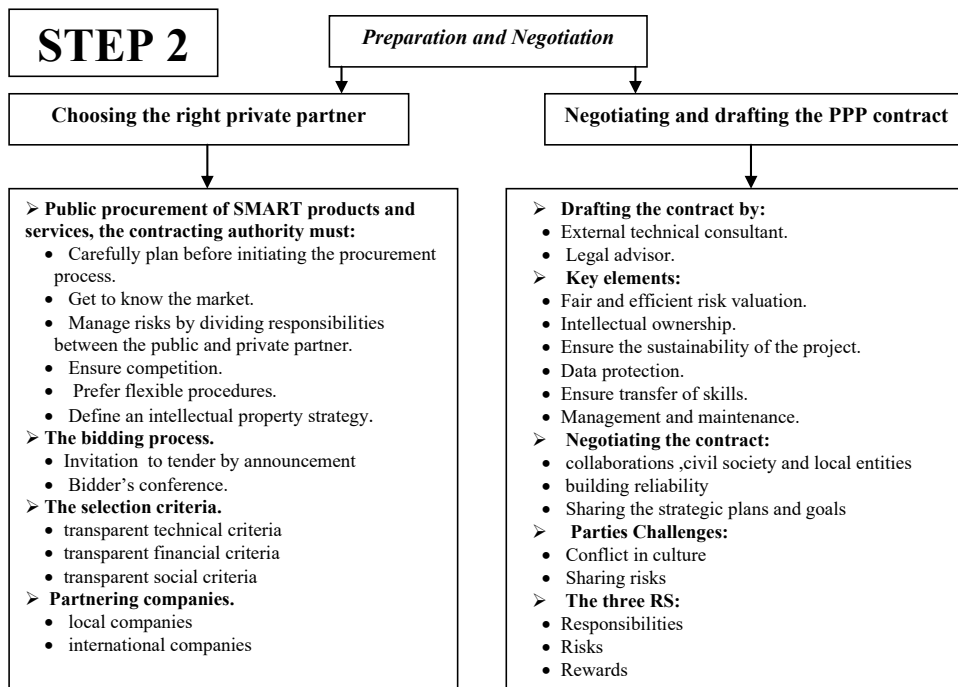 STEP 2
Preparation and Negotiation
Choosing the right private partner
➢ Public procurement of SMART products and
services, the contracting authority must:
• Carefully plan before initiating the procurement
process.
• Get to know the market.
• Manage risks by dividing responsibilities
between the public and private partner.
• Ensure competition.
• Prefer flexible procedures.
• Define an intellectual property strategy.
➢ The bidding process.
• Invitation to tender by announcement
• Bidder's conference.
➢ The selection criteria.
• transparent technical criteria
• transparent financial criteria
• transparent social criteria
➢ Partnering companies.
• local companies
• international companies
Negotiating and drafting the PPP contract
➢ Drafting the contract by:
• External technical consultant.
• Legal advisor.
➢ Key elements:
• Fair and efficient risk valuation.
• Intellectual ownership.
• Ensure the sustainability of the project.
• Data protection.
• Ensure transfer of skills.
• Management and maintenance.
➢ Negotiating the contract:
• collaborations ,civil society and local entities
• building reliability
• Sharing the strategic plans and goals
➢ Parties Challenges:
• Conflict in culture
• Sharing risks
➢ The three RS:
• Responsibilities
• Risks
• Rewards